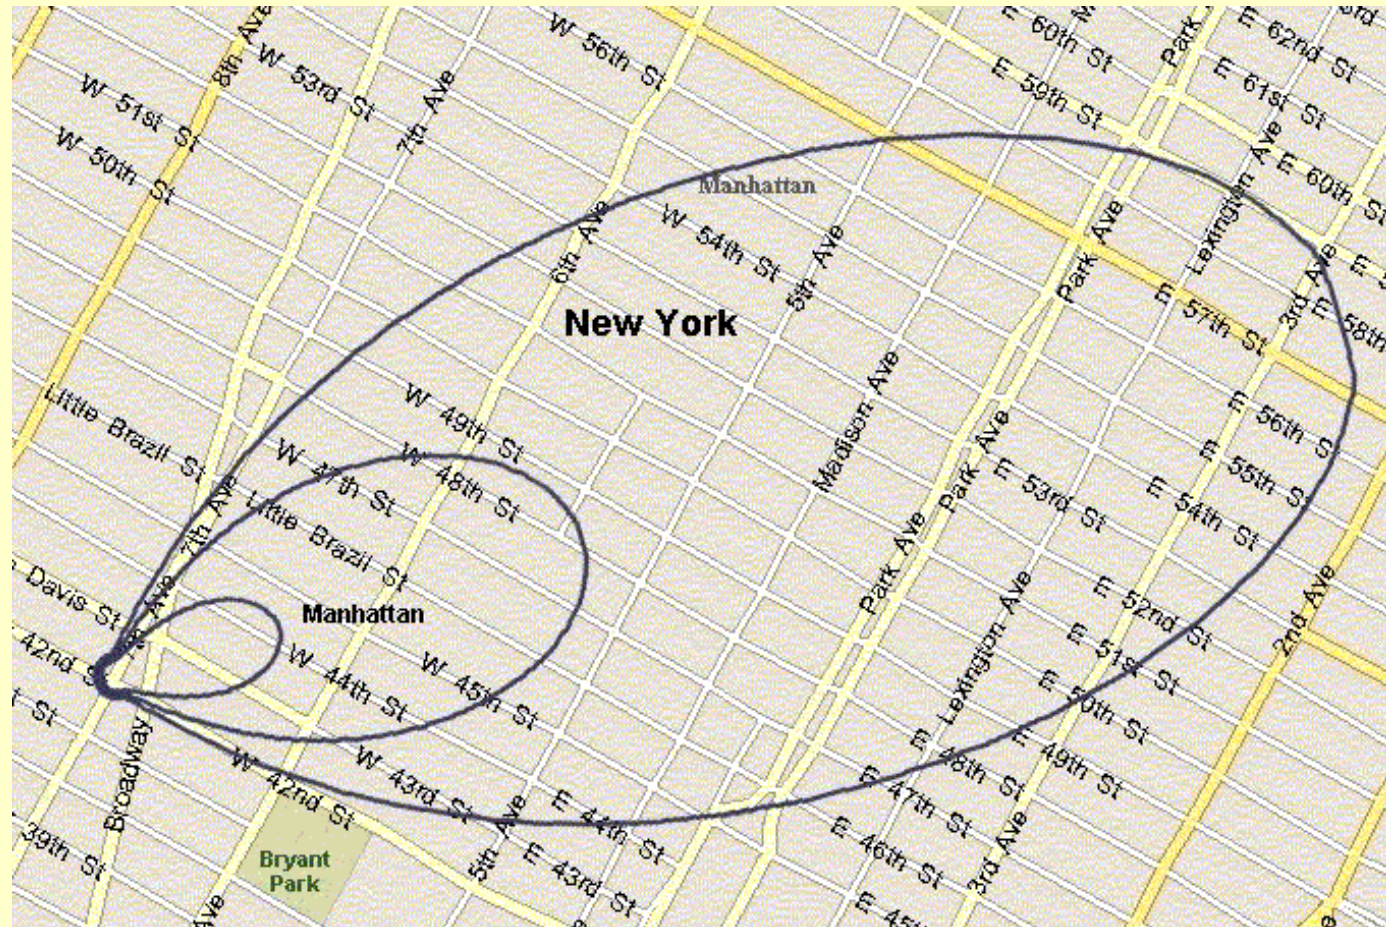 8th Ave
W 53rd St
W 56th St
E 60th St
Park
E 62nd St
3rd
W 51st St
7th Ave
E 59th St
E 61st St
W 50th St
Manhattan
Lexington Ave
E 60th St
6th Ave
W 54th St
5th Ave
Park Ave
3rd Ave
E
New York
E 57th St
E 58th
Little Brazil St
W 49th St
Madison Ave
E 56th S
W 47th St
W 48th St
Park Ave
E 53rd St
E 55th St
7th Ave
Little Brazil St
E 54th St
Davis St
Ave
Manhattan
Park Ave
Lexington Ave
E 52nd St
2nd Ave
42nd S
W 44th St
W 45th St
E 51st St
E 50th St
t St
Broadway
W 42nd St
W 43rd St
E 44th St
E 48th St
E 49th St
E 47th St
39th St
Bryant
Park
5th Ave
E 43rd St
E 46th St
3rd Ave
Ave
E 45t